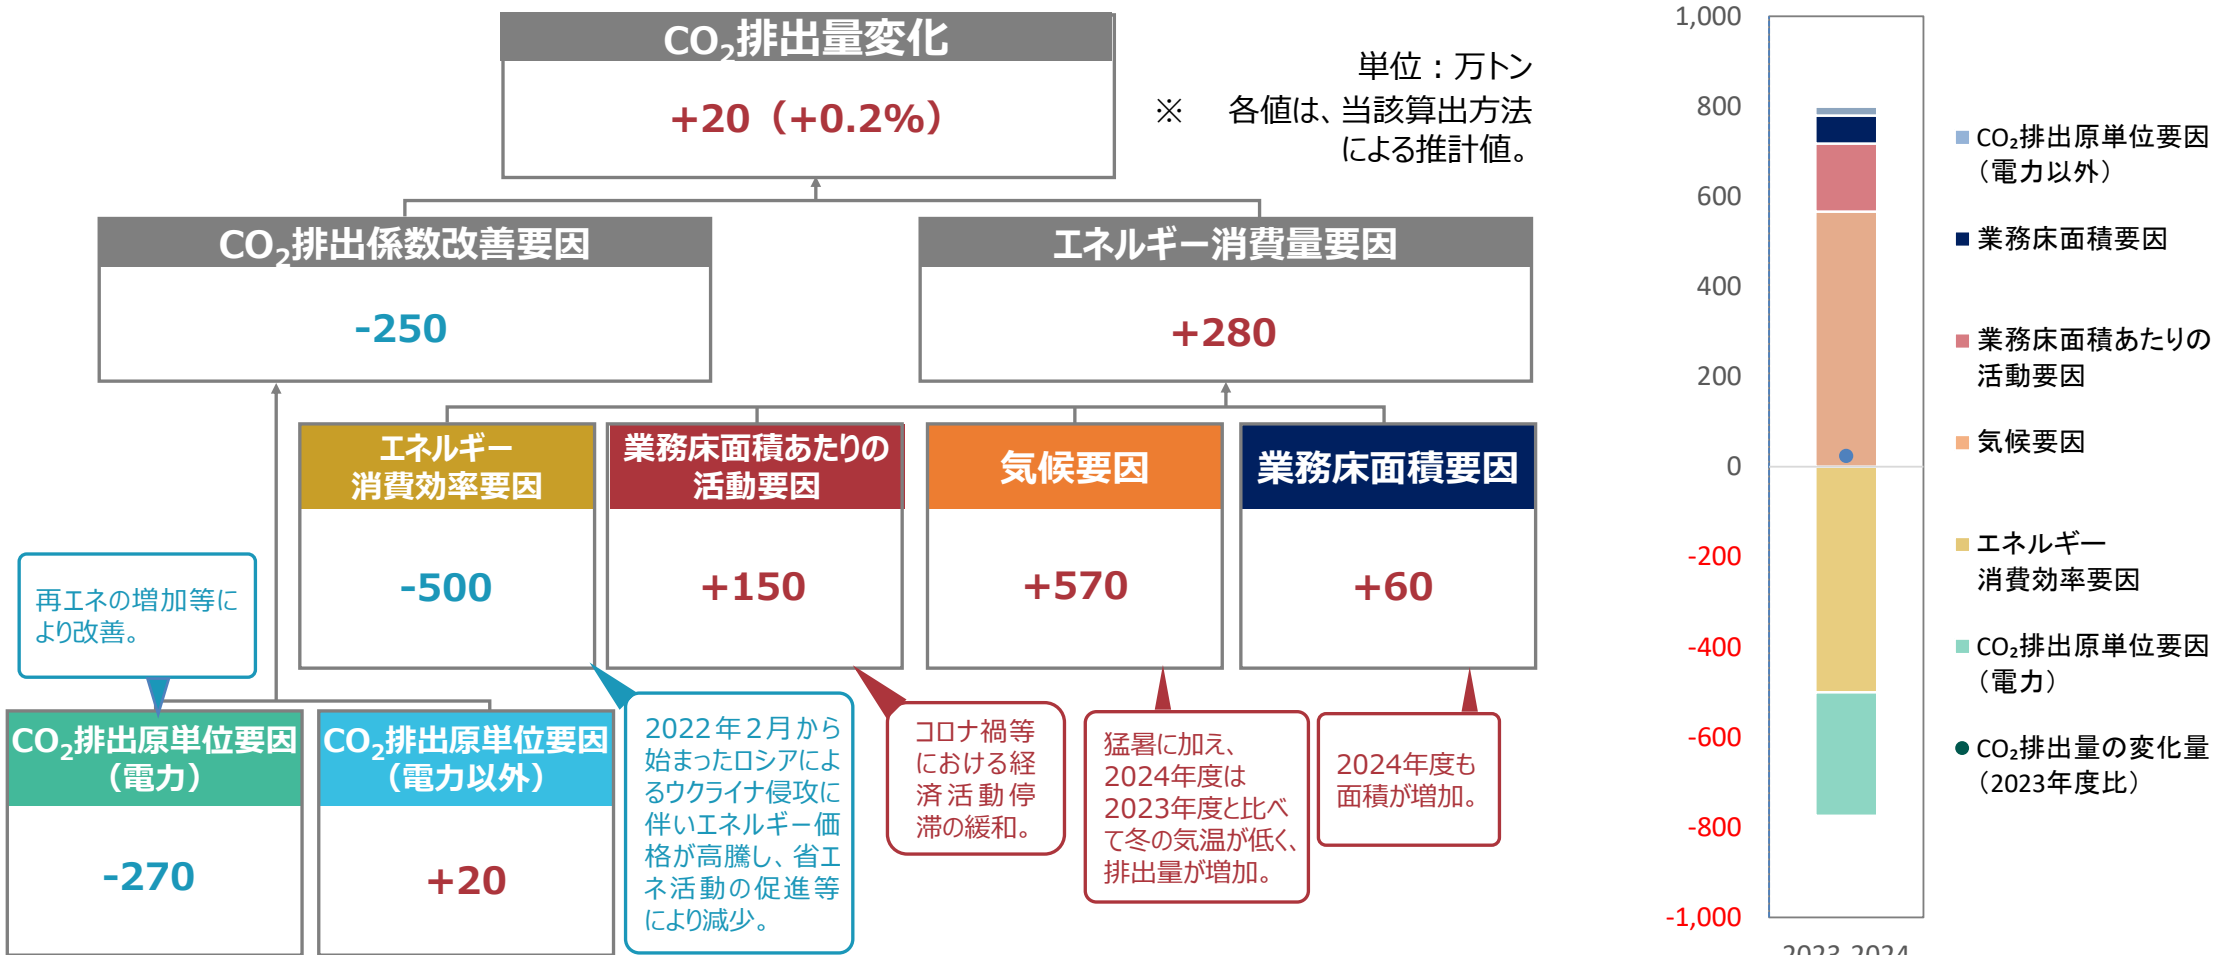 CO₂排出量変化
+20（+0.2%）
単位：万トン
※ 各値は、当該算出方法
による推計値。
CO₂排出係数改善要因
-250
エネルギー消費量要因
+280
エネルギー
消費効率要因
-500
業務床面積あたりの
活動要因
+150
気候要因
+570
業務床面積要因
+60
再エネの増加等に
より改善。
CO₂排出原単位要因
（電力）
-270
CO₂排出原単位要因
（電力以外）
+20
2022年２月から
始まったロシアによ
るウクライナ侵攻に
伴いエネルギー価
格が高騰し、省エ
ネ活動の促進等
により減少。
コロナ禍等
における経
済活動停
滞の緩和。
猛暑に加え、
2024年度は
2023年度と比べ
て冬の気温が低く、
排出量が増加。
2024年度も
面積が増加。
1,000
800
600
400
200
0
-200
-400
-600
-800
-1,000
2023-2024
CO₂排出原単位要因
（電力以外）
業務床面積要因
業務床面積あたりの
活動要因
気候要因
エネルギー
消費効率要因
CO₂排出原単位要因
（電力）
CO₂排出量の変化量
（2023年度比）